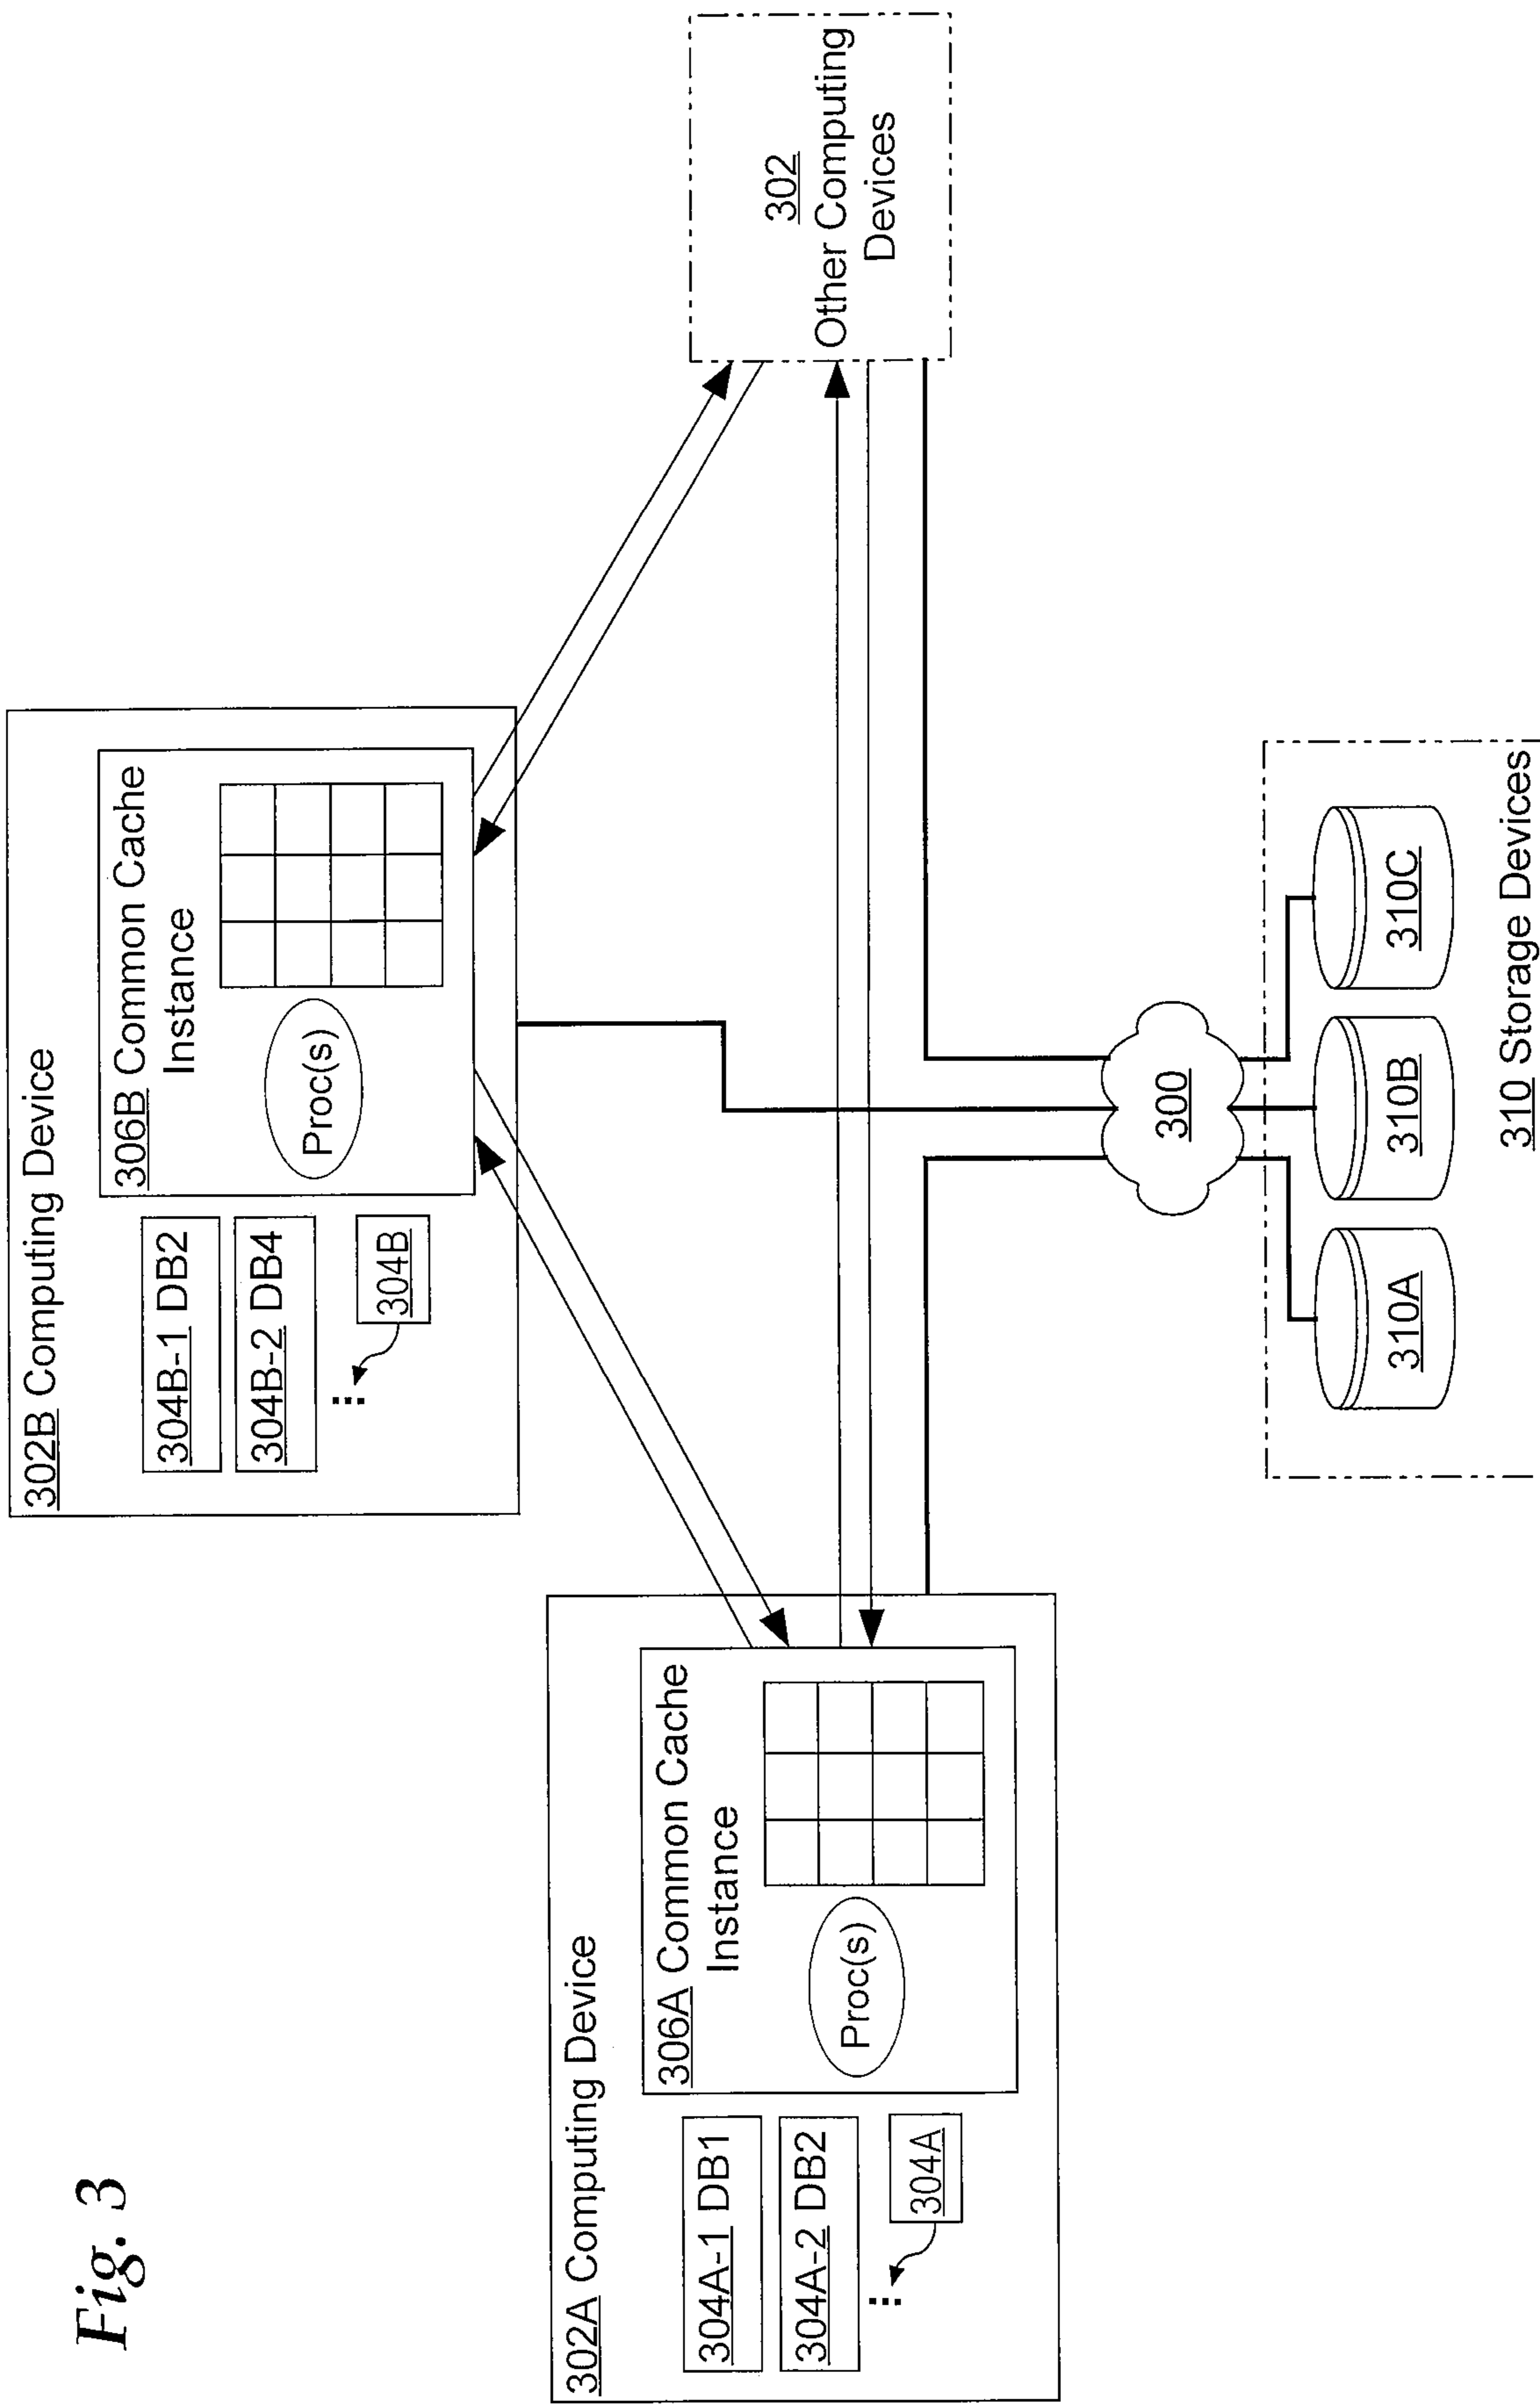 Fig. 3
302B Computing Device
304B-1 DB2
304B-2 DB4
304B
306B Common Cache
Instance
Proc(s)
302A Computing Device
304A-1 DB1
304A-2 DB2
304A
306A Common Cache
Instance
Proc(s)
302
Other Computing
Devices
300
310A
310B
310C
310 Storage Devices